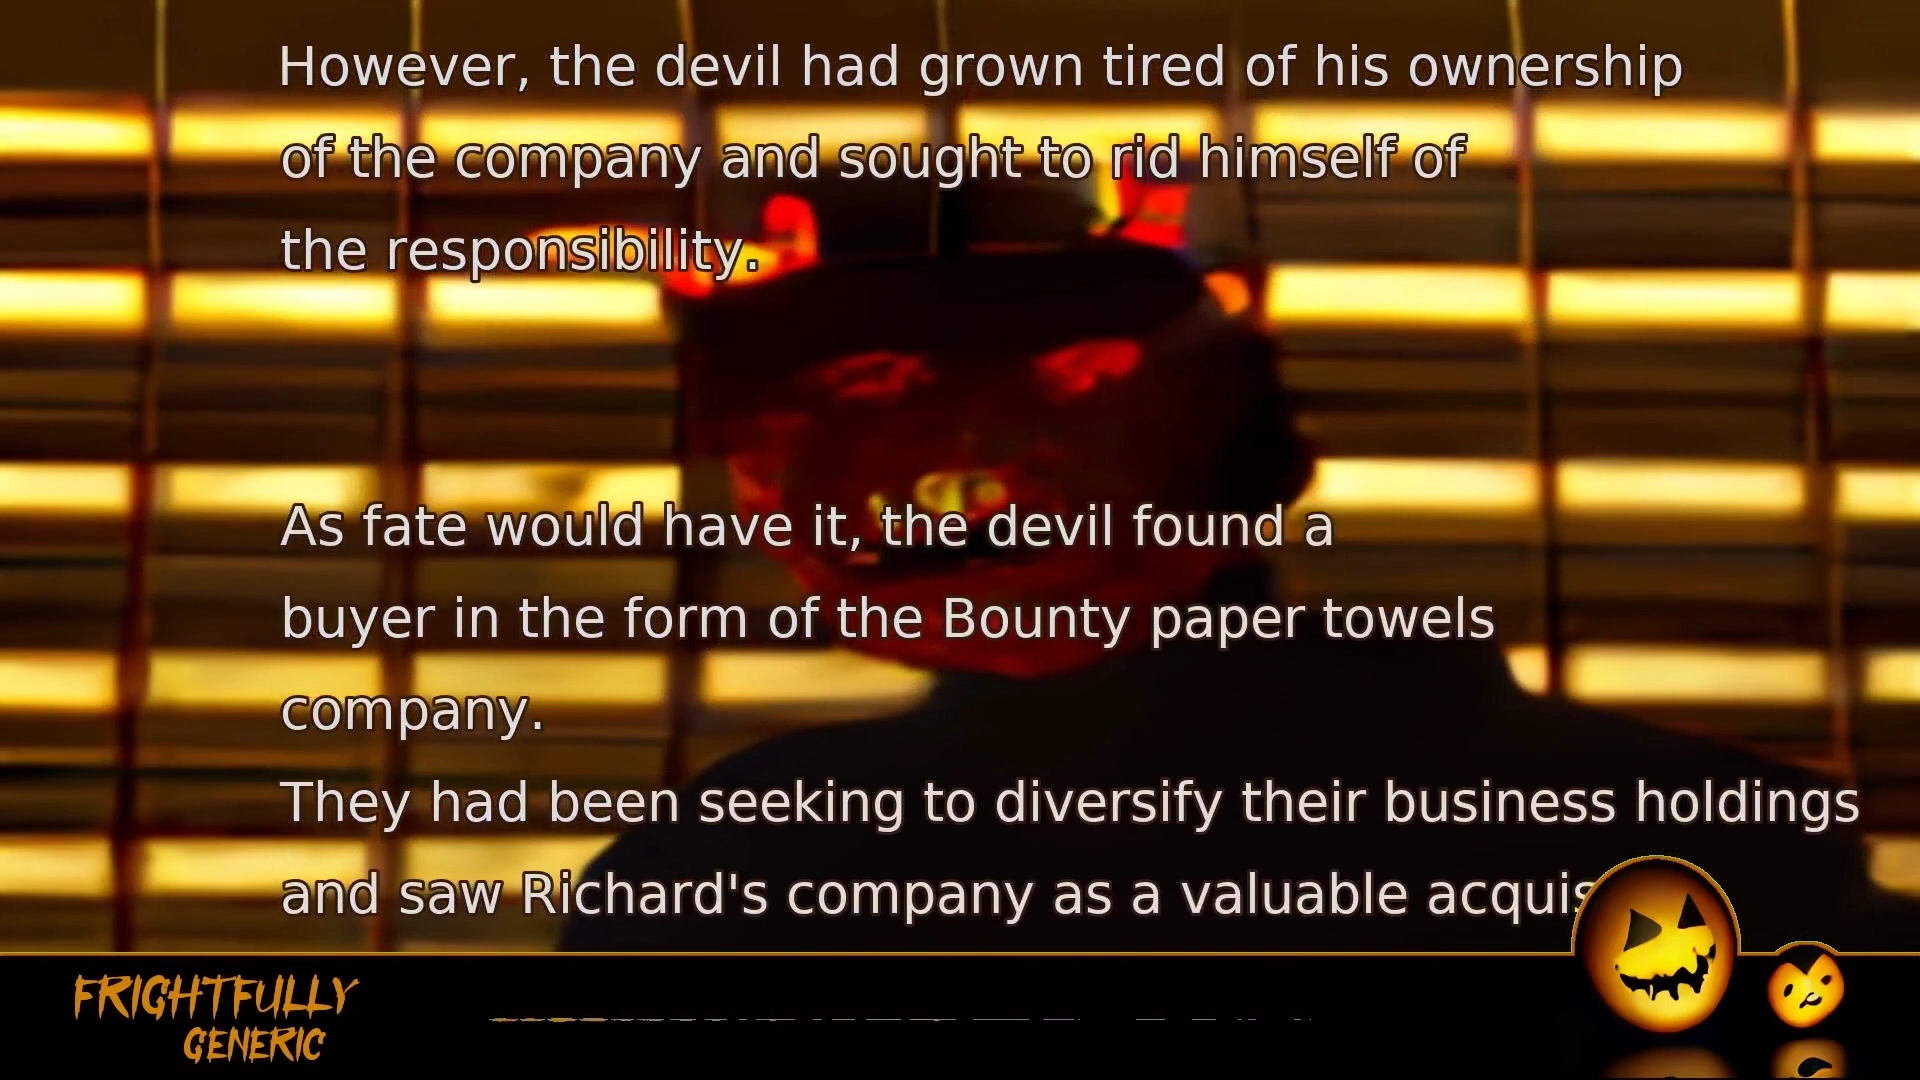 However, the devil had grown tired of his ownership
of the company and sought to rid himself of
the responsibility.
As fate would have it, the devil found a
buyer in the form of the Bounty paper towels
company.
They had been seeking to diversify their business holdings
and saw Richard's company as a valuable acquis
FRIGHTFULLY
GENERIC